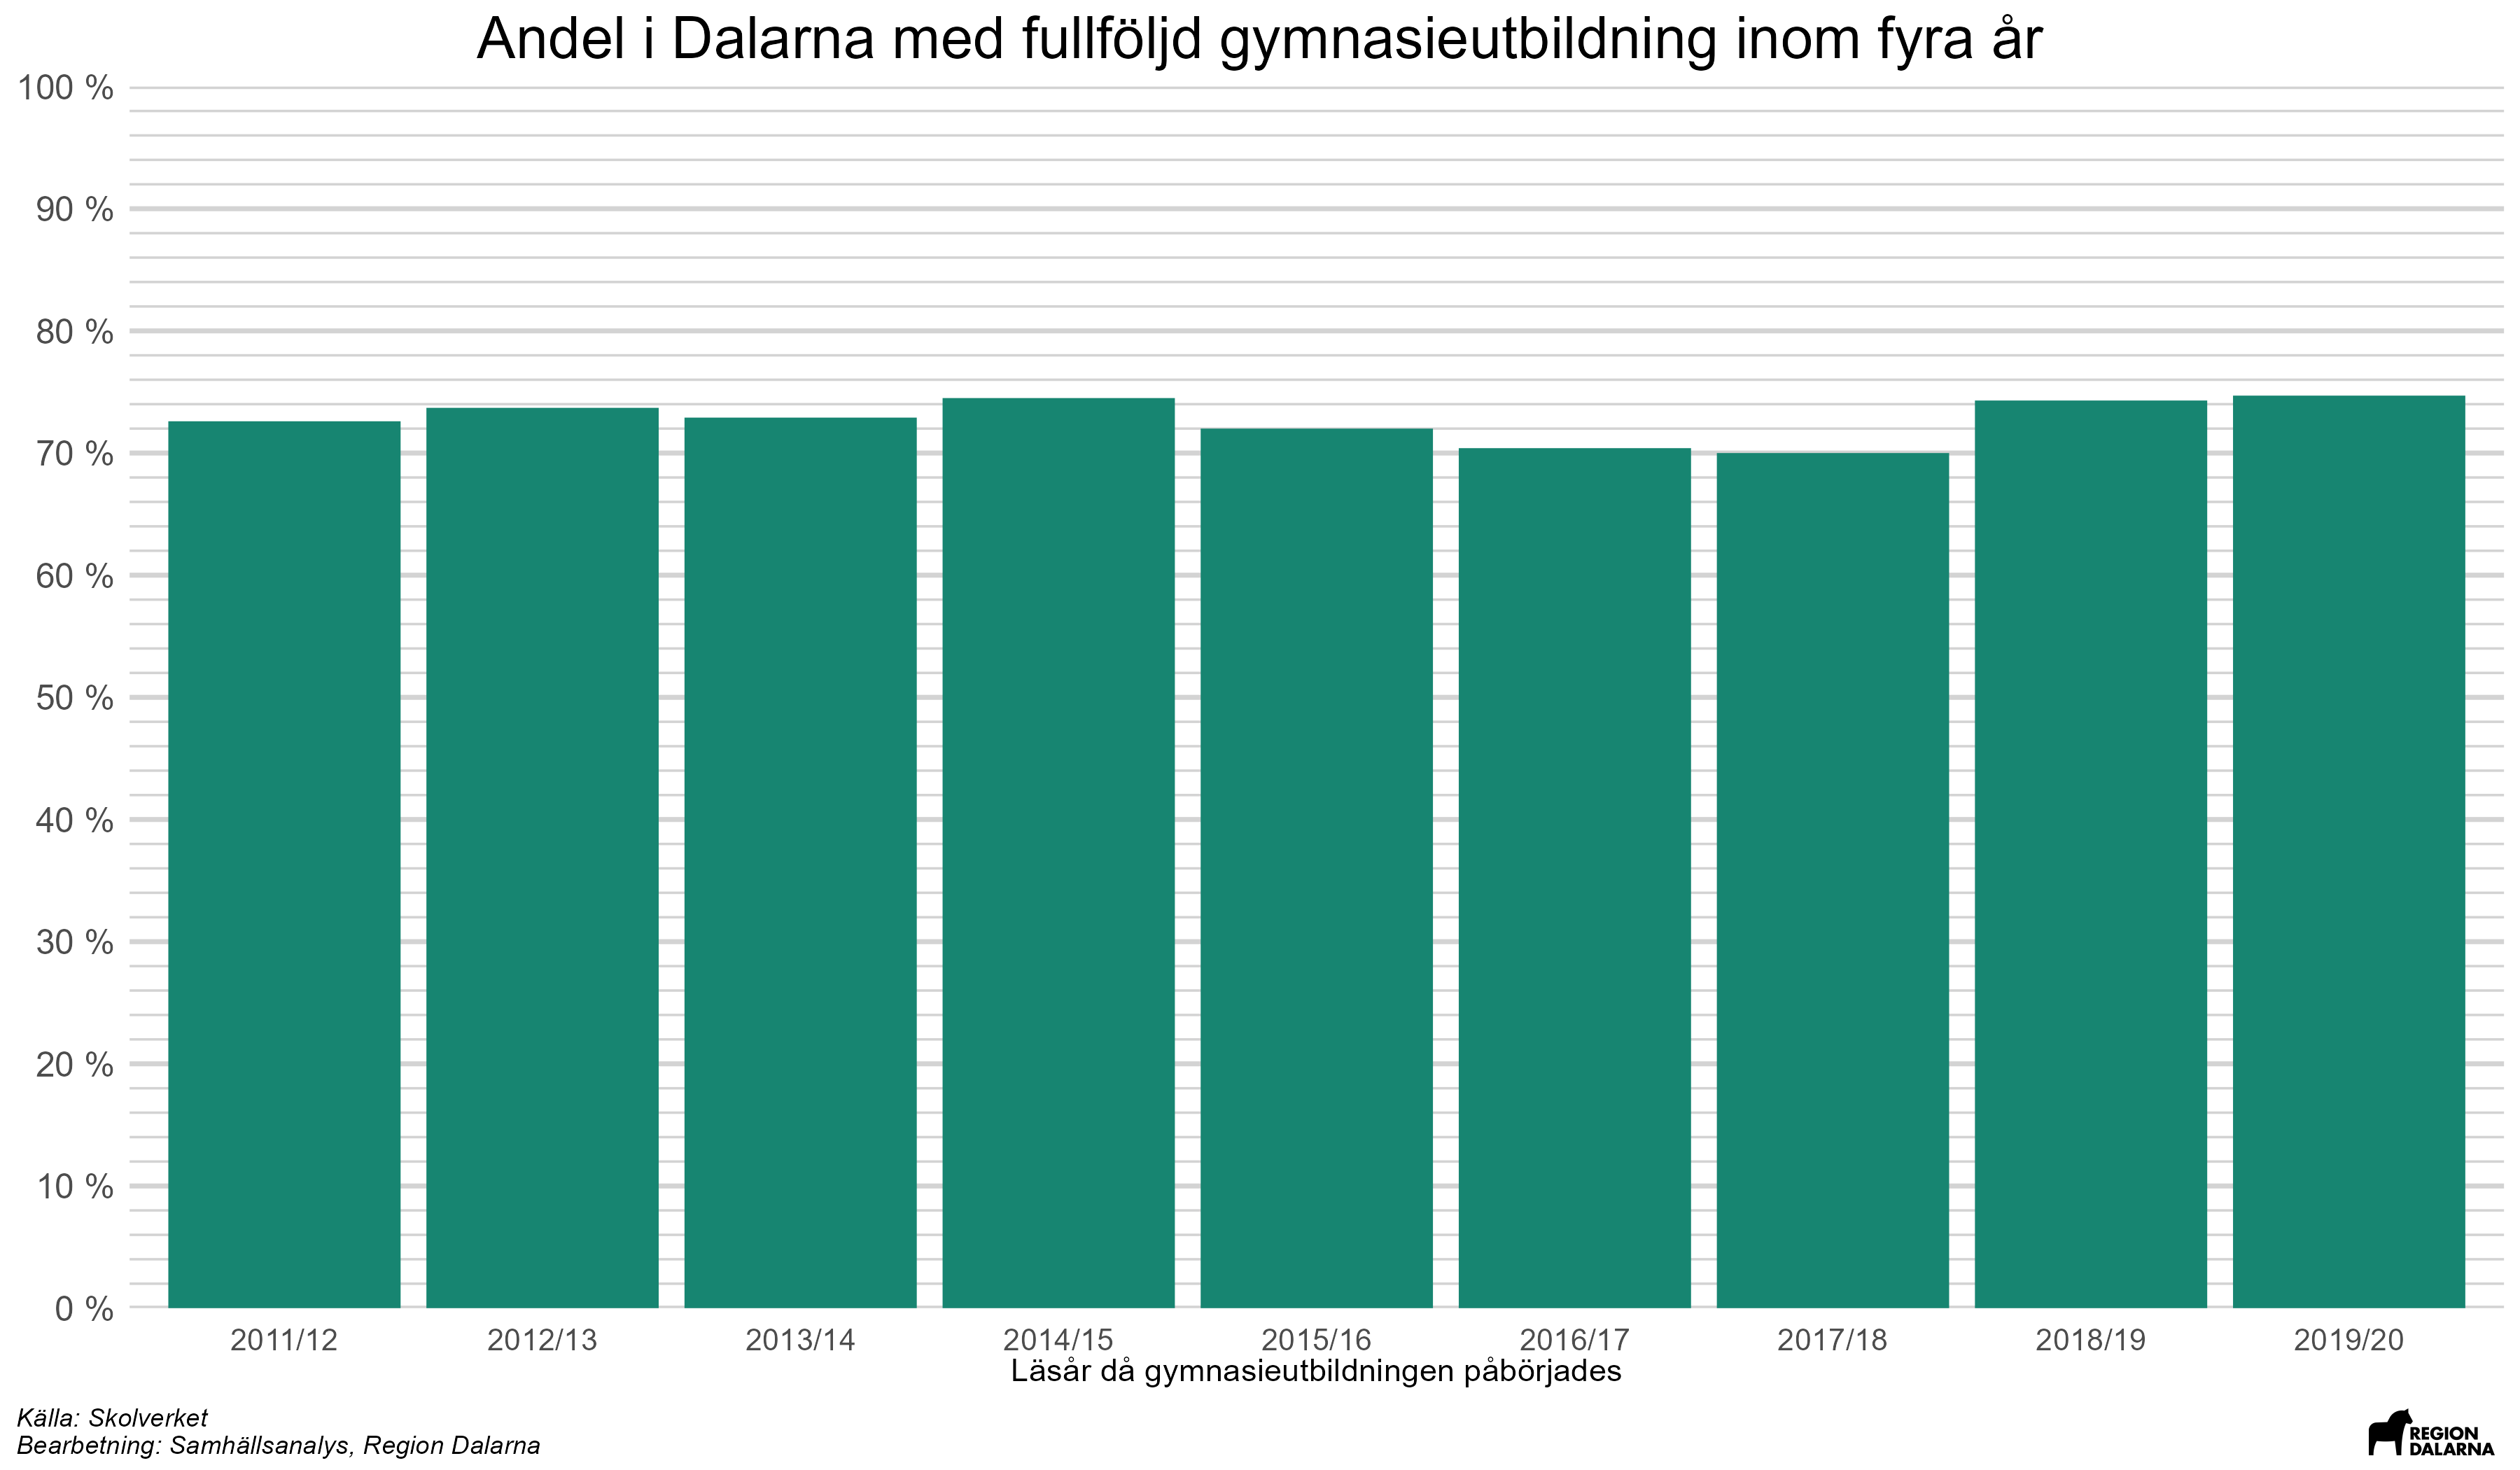 Andel i Dalarna med fullföljd gymnasieutbildning inom fyra år
100 %
90 %
80 %
70 %
60 %
50 %
40 %
30 %
20 %
10 %
0 %
2011/12 2012/13 2013/14 2014/15 2015/16 2016/17 2017/18 2018/19 2019/20
Läsår då gymnasieutbildningen påbörjades
Källa: Skolverket
Bearbetning: Samhällsanalys, Region Dalarna
REGION
DALARNA